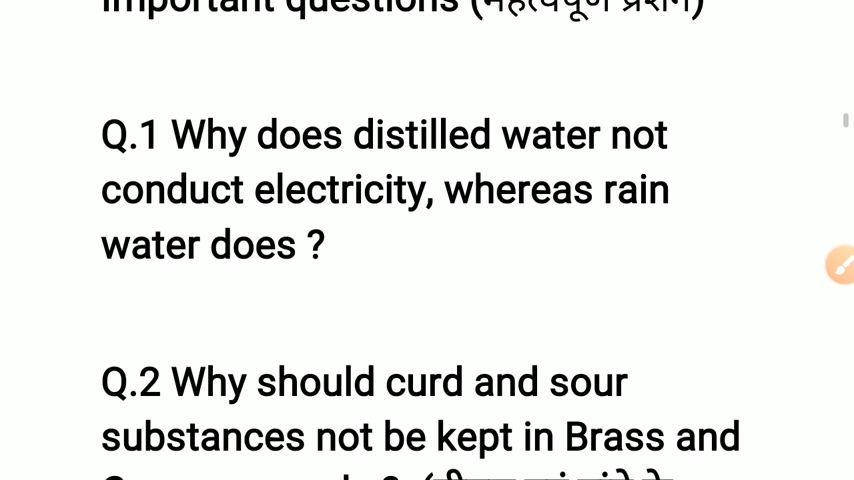 Important questions (महत्वपूर्ण प्रशन)
Q.1 Why does distilled water not
conduct electricity, whereas rain
water does ?
Q.2 Why should curd and sour
substances not be kept in Brass and